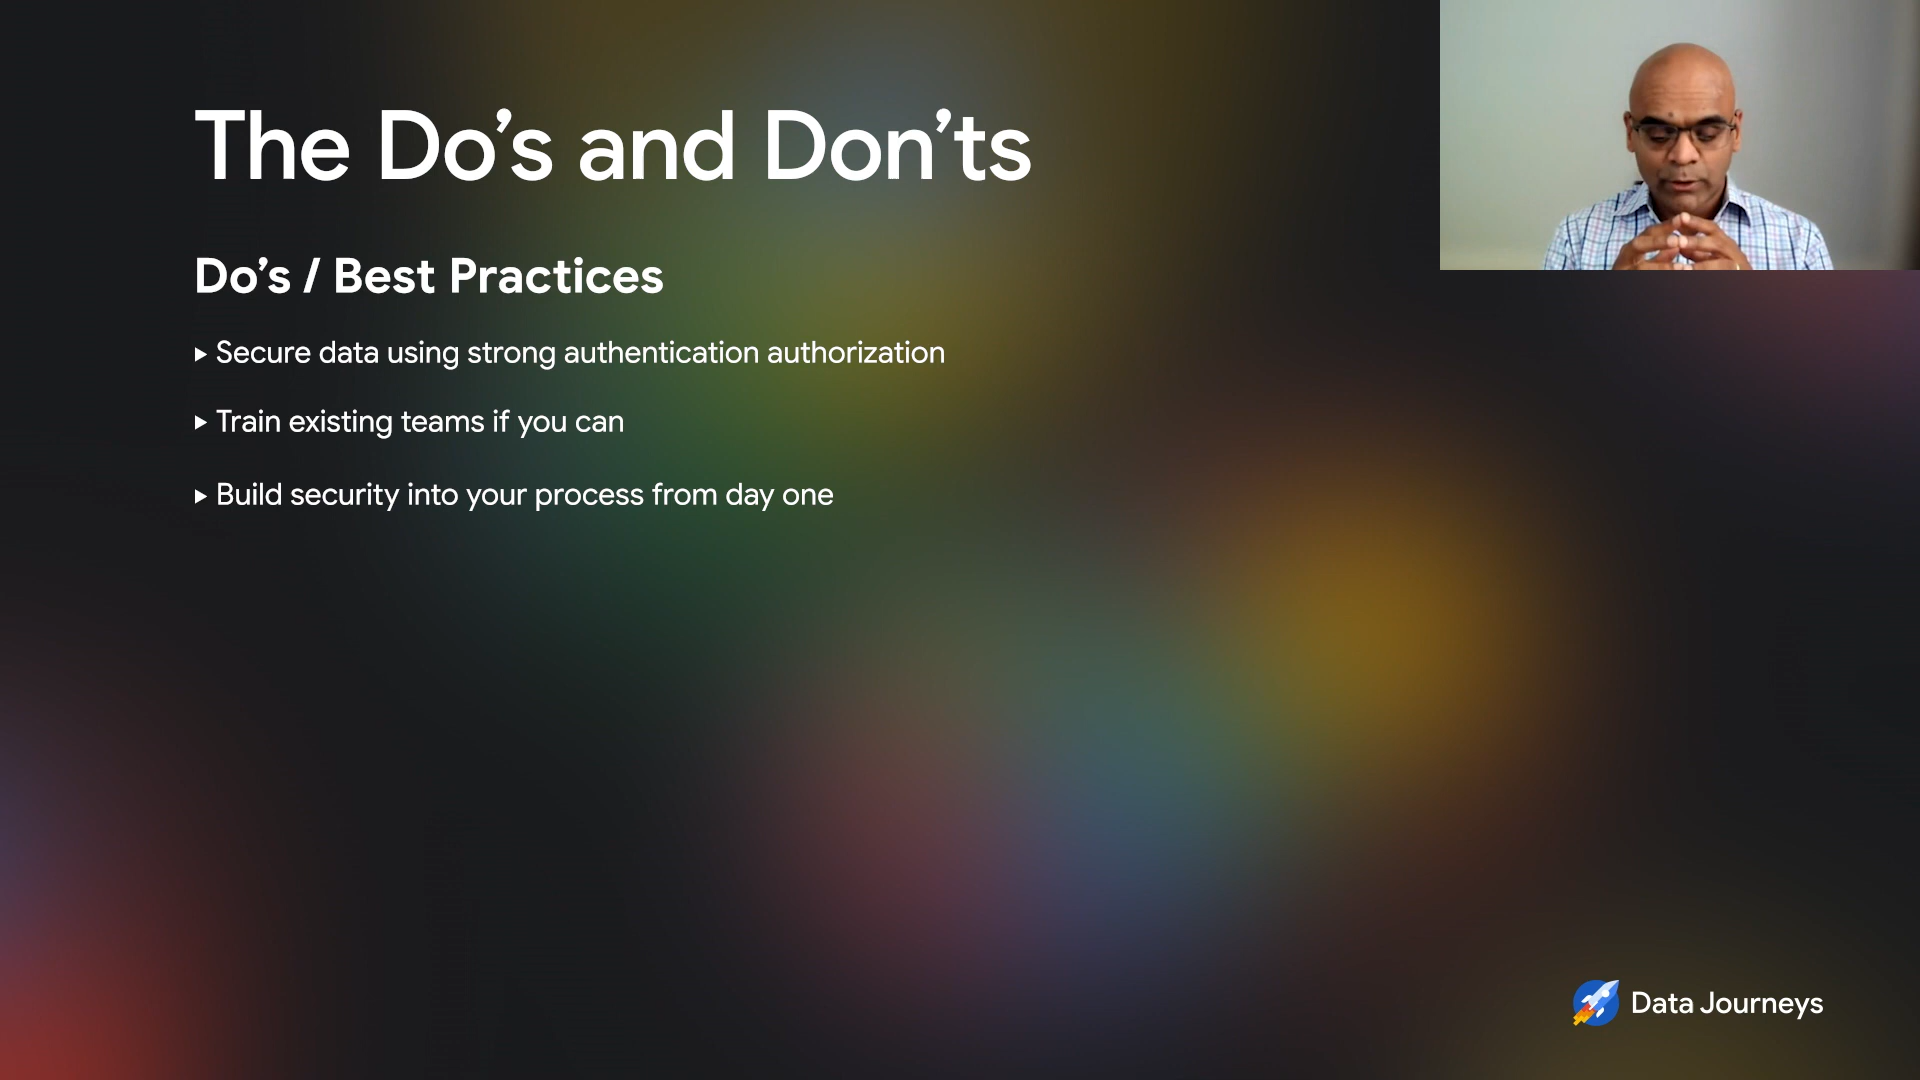 The Do’s and Don’ts
Do’s / Best Practices
▸ Secure data using strong authentication authorization
▸ Train existing teams if you can
▸ Build security into your process from day one
Data Journeys